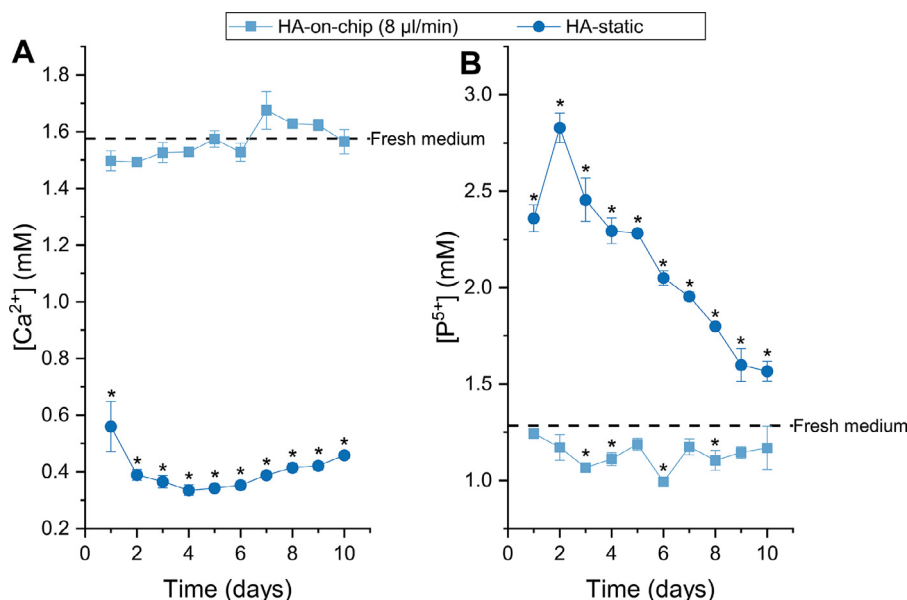 HA-on-chip (8 µl/min) HA-static
A
B
[Ca²⁺] (mM)
1.8
1.6
1.4
1.2
1.0
0.8
0.6
0.4
0.2
Fresh medium
* * * * * * * * * *
0 2 4 6 8 10
Time (days)
[P⁵⁺] (mM)
3.0
2.5
2.0
1.5
1.0
* * * * * * * * * *
Fresh medium
* * * *
0 2 4 6 8 10
Time (days)